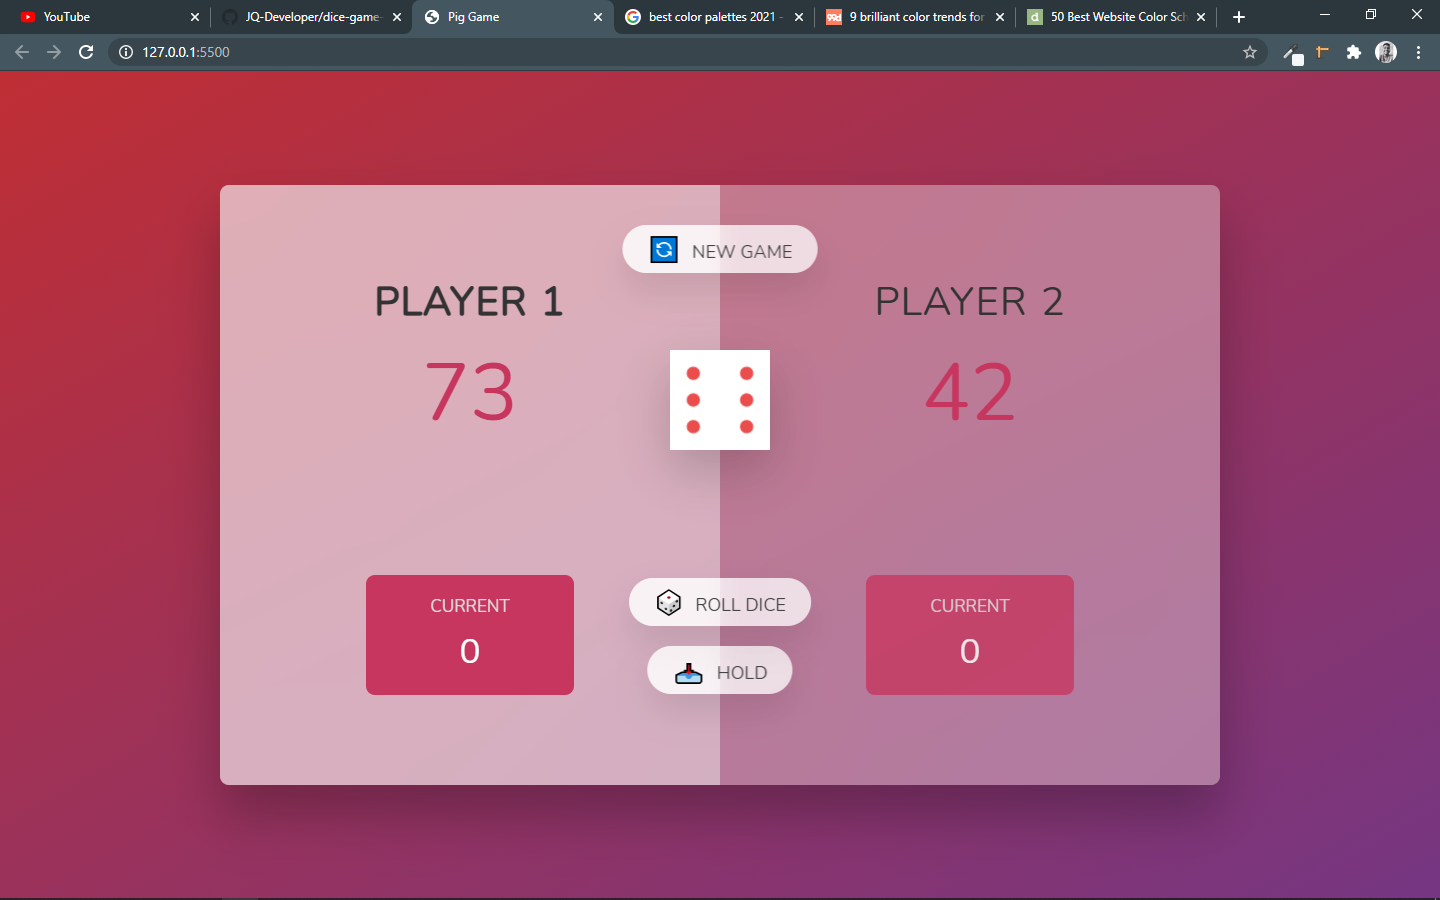 YouTube
JQ-Developer/dice-game-
Pig Game
best color palettes 2021 -
9 brilliant color trends for
50 Best Website Color Sch
127.0.0.1:5500
NEW GAME
PLAYER 1
73
PLAYER 2
42
CURRENT
0
ROLL DICE
HOLD
CURRENT
0